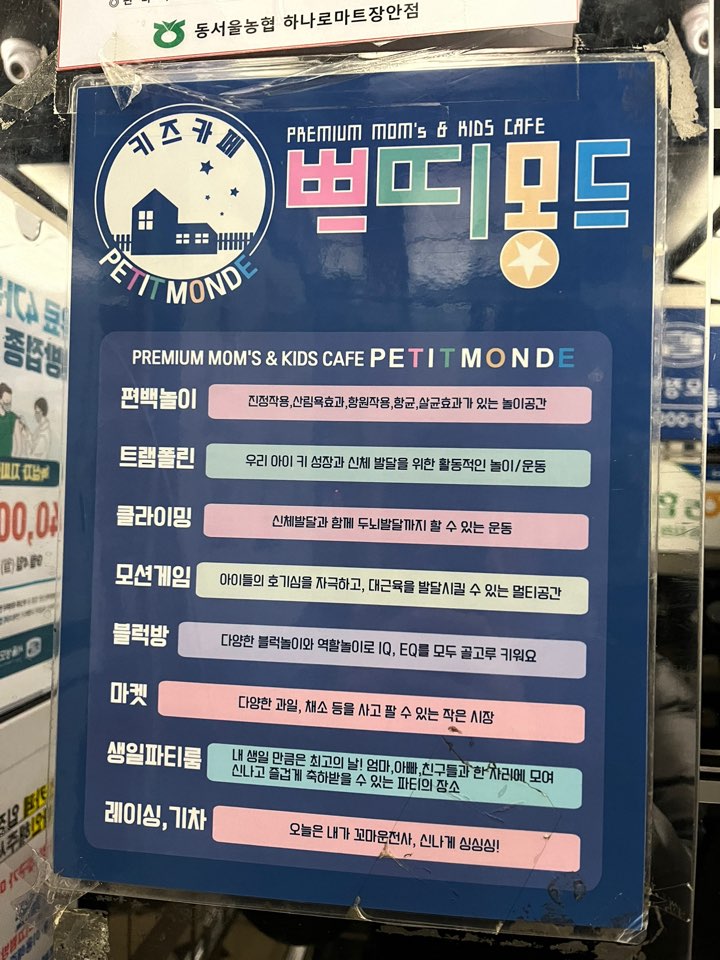 동서울농협 하나로마트장안점
키즈카페
PETITMONDE
PREMIUM MOM's & KIDS CAFE
쁘띠몽드
PREMIUM MOM'S & KIDS CAFE PETITMONDE
편백놀이
진정작용,산림욕효과,항원작용,항균,살균효과가 있는 놀이공간
트램폴린
우리 아이 키 성장과 신체 발달을 위한 활동적인 놀이/운동
클라이밍
신체발달과 함께 두뇌발달까지 할 수 있는 운동
모션게임
아이들의 호기심을 자극하고, 대근육을 발달시킬 수 있는 멀티공간
블럭방
다양한 블럭놀이와 역할놀이로 IQ, EQ를 모두 골고루 키워요
마켓
다양한 과일, 채소 등을 사고 팔 수 있는 작은 시장
생일파티룸
내 생일 만큼은 최고의 날! 엄마,아빠,친구들과 한 자리에 모여
신나고 즐겁게 축하받을 수 있는 파티의 장소
레이싱,기차
오늘은 내가 꼬마운전사, 신나게 싱싱싱!